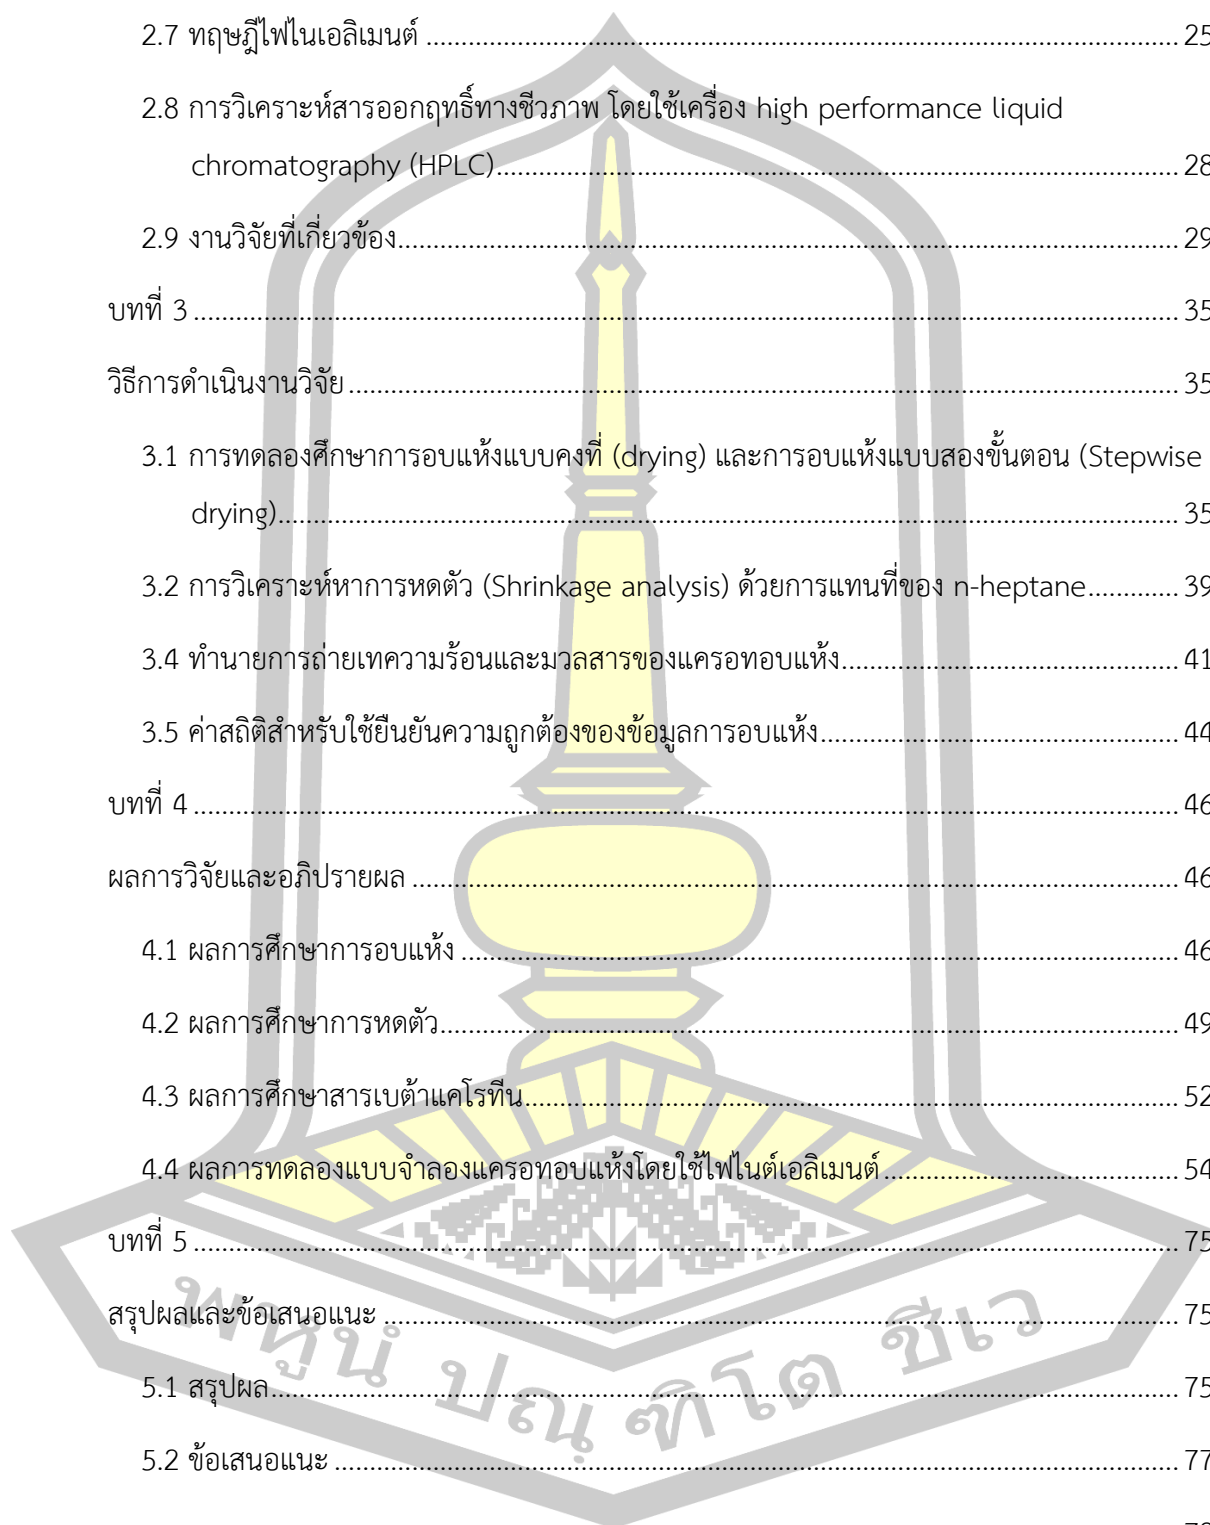 2.7 ทฤษฎีไฟไนเอลิเมนต์ ........ 25
2.8 การวิเคราะห์สารออกฤทธิ์ทางชีวภาพ โดยใช้เครื่อง high performance liquid
chromatography (HPLC) ........ 28
2.9 งานวิจัยที่เกี่ยวข้อง ........ 29
บทที่ 3 ........ 35
วิธีการดำเนินงานวิจัย ........ 35
3.1 การทดลองศึกษาการอบแห้งแบบคงที่ (drying) และการอบแห้งแบบสองขั้นตอน (Stepwise
drying) ........ 35
3.2 การวิเคราะห์หาการหดตัว (Shrinkage analysis) ด้วยการแทนที่ของ n-heptane ........ 39
3.4 ทำนายการถ่ายเทความร้อนและมวลสารของแครอทอบแห้ง ........ 41
3.5 ค่าสถิติสำหรับใช้ยืนยันความถูกต้องของข้อมูลการอบแห้ง ........ 44
บทที่ 4 ........ 46
ผลการวิจัยและอภิปรายผล ........ 46
4.1 ผลการศึกษาการอบแห้ง ........ 46
4.2 ผลการศึกษาการหดตัว ........ 49
4.3 ผลการศึกษาสารเบต้าแคโรทีน ........ 52
4.4 ผลการทดลองแบบจำลองแครอทอบแห้งโดยใช้ไฟไนต์เอลิเมนต์ ........ 54
บทที่ 5 ........ 75
สรุปผลและข้อเสนอแนะ ........ 75
พหูนํ ปณฺฑิโต ชีเว
5.1 สรุปผล ........ 75
5.2 ข้อเสนอแนะ ........ 77